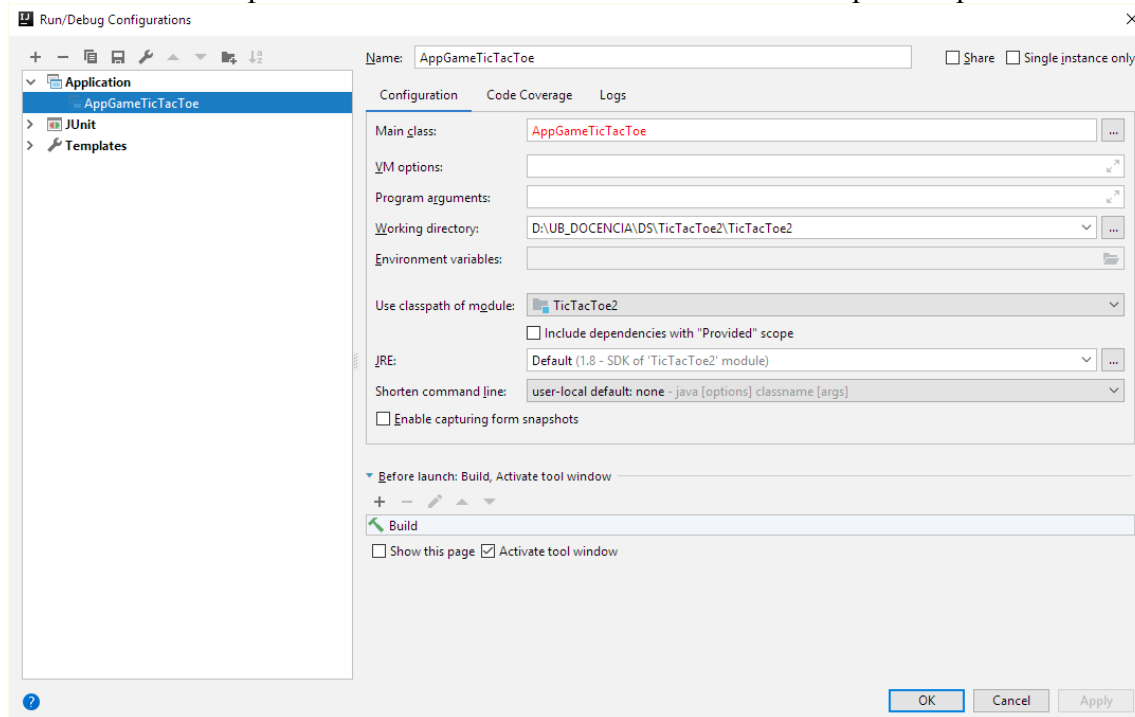 Run/Debug Configurations
Name: AppGameTicTacToe Share Single instance only
Application
AppGameTicTacToe
JUnit
Templates
Configuration Code Coverage Logs
Main class: AppGameTicTacToe ...
VM options:
Program arguments:
Working directory: D:\UB_DOCENCIA\DS\TicTacToe2\TicTacToe2 ...
Environment variables:
Use classpath of module: TicTacToe2
Include dependencies with "Provided" scope
JRE: Default (1.8 - SDK of 'TicTacToe2' module) ...
Shorten command line: user-local default: none - java [options] classname [args]
Enable capturing form snapshots
Before launch: Build, Activate tool window
Build
Show this page Activate tool window
OK Cancel Apply